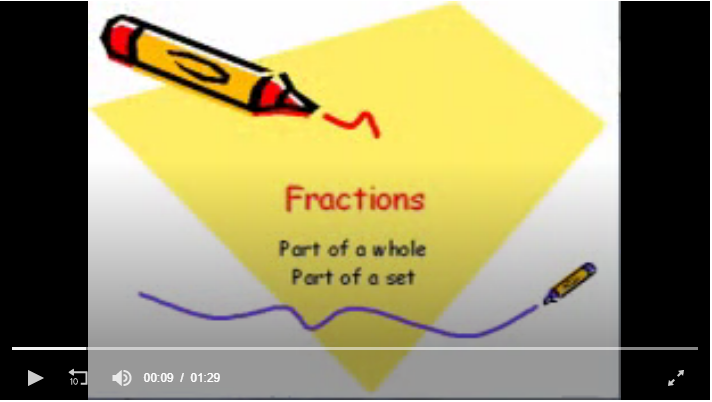 Fractions
Part of a whole
Part of a set
10
00:09 / 01:29